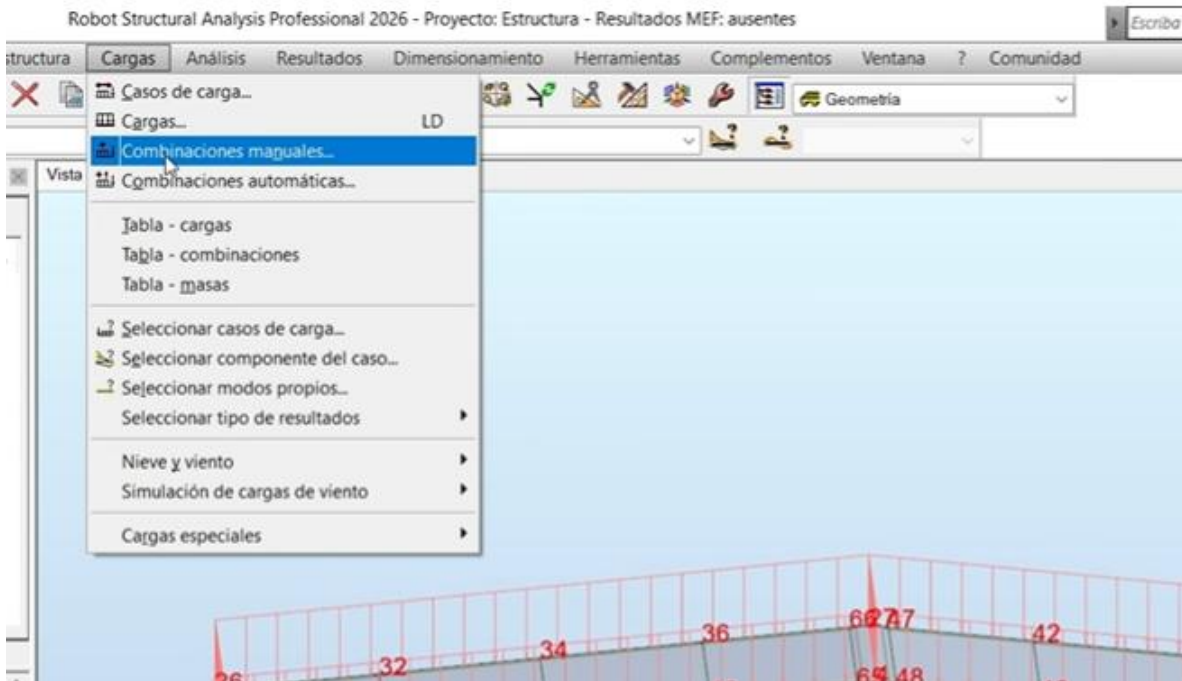 Robot Structural Analysis Professional 2026 - Proyecto: Estructura - Resultados MEF: ausentes
Escriba
structura Cargas Análisis Resultados Dimensionamiento Herramientas Complementos Ventana ? Comunidad
Casos de carga...
Geometría
Cargas... LD
Combinaciones manuales...
Vista
Combinaciones automáticas...
Tabla - cargas
Tabla - combinaciones
Tabla - masas
Seleccionar casos de carga...
Seleccionar componente del caso...
Seleccionar modos propios...
Seleccionar tipo de resultados
Nieve y viento
Simulación de cargas de viento
Cargas especiales
36
42
34
32
48